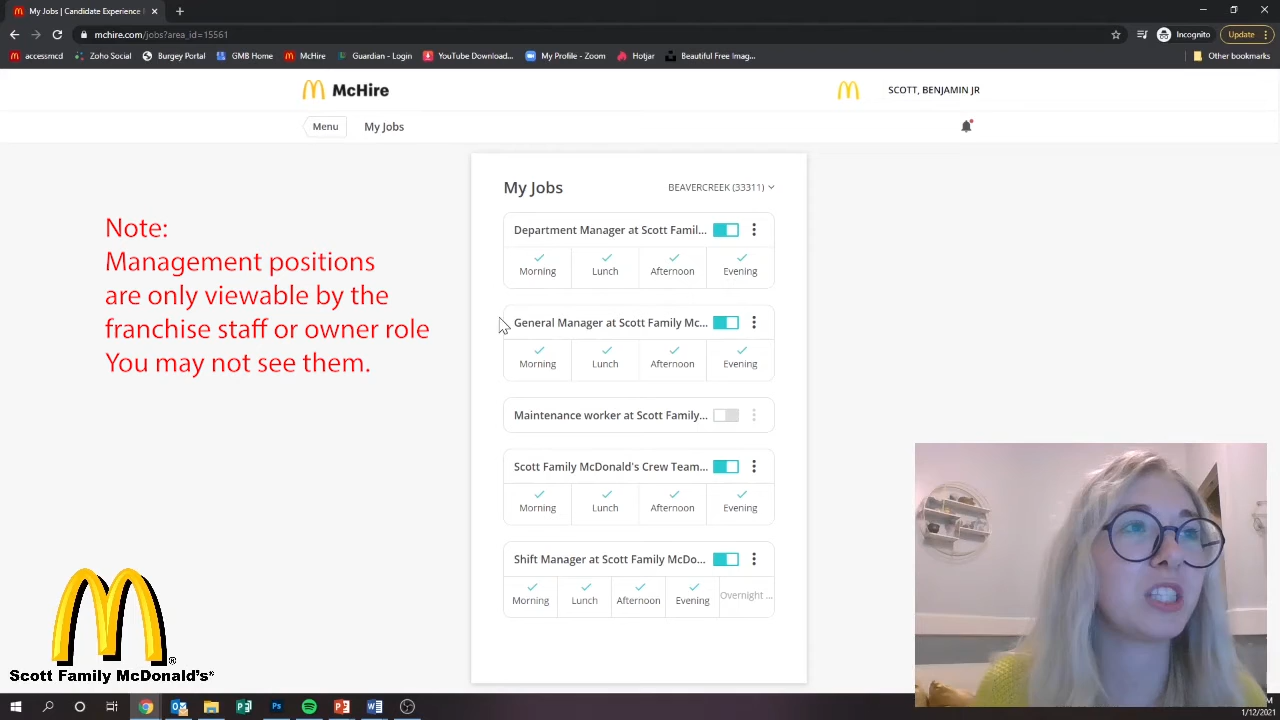 My Jobs | Candidate Experience
mchire.com/jobs?area_id=15561
Incognito
Update
accessmcd
Zoho Social
Burgey Portal
GMB Home
McHire
Guardian - Login
YouTube Download...
My Profile - Zoom
Hotjar
Beautiful Free Imag...
Other bookmarks
McHire
SCOTT, BENJAMIN JR
Menu
My Jobs
My Jobs
BEAVERCREEK (33311)
Note:
Management positions
are only viewable by the
franchise staff or owner role
You may not see them.
Department Manager at Scott Famil...
Morning Lunch Afternoon Evening
General Manager at Scott Family Mc...
Morning Lunch Afternoon Evening
Maintenance worker at Scott Family...
Scott Family McDonald's Crew Team...
Morning Lunch Afternoon Evening
Shift Manager at Scott Family McDo...
Morning Lunch Afternoon Evening Overnight ...
®
Scott Family McDonald's
1/12/2021